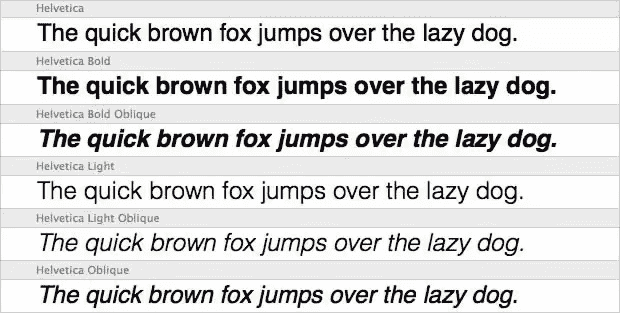 Helvetica
The quick brown fox jumps over the lazy dog.
Helvetica Bold
The quick brown fox jumps over the lazy dog.
Helvetica Bold Oblique
The quick brown fox jumps over the lazy dog.
Helvetica Light
The quick brown fox jumps over the lazy dog.
Helvetica Light Oblique
The quick brown fox jumps over the lazy dog.
Helvetica Oblique
The quick brown fox jumps over the lazy dog.